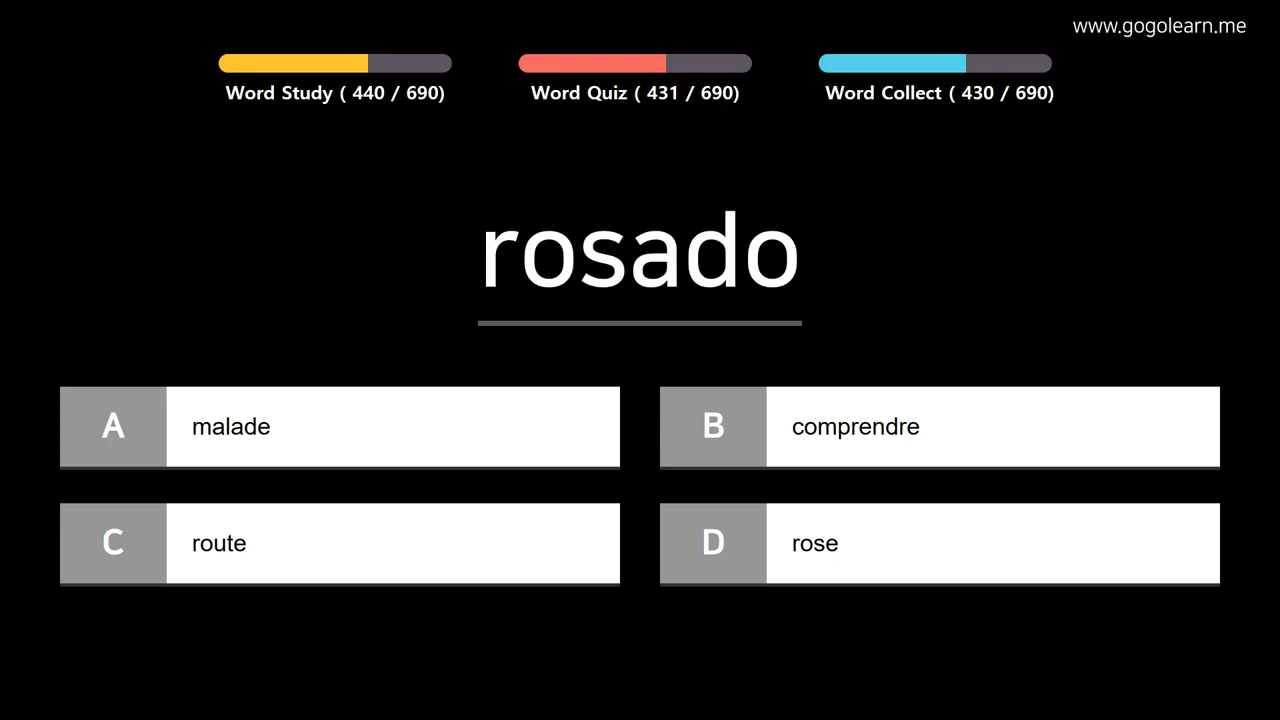 www.gogolearn.me
Word Study ( 440 / 690)
Word Quiz ( 431 / 690)
Word Collect ( 430 / 690)
rosado
A malade
B comprendre
C route
D rose